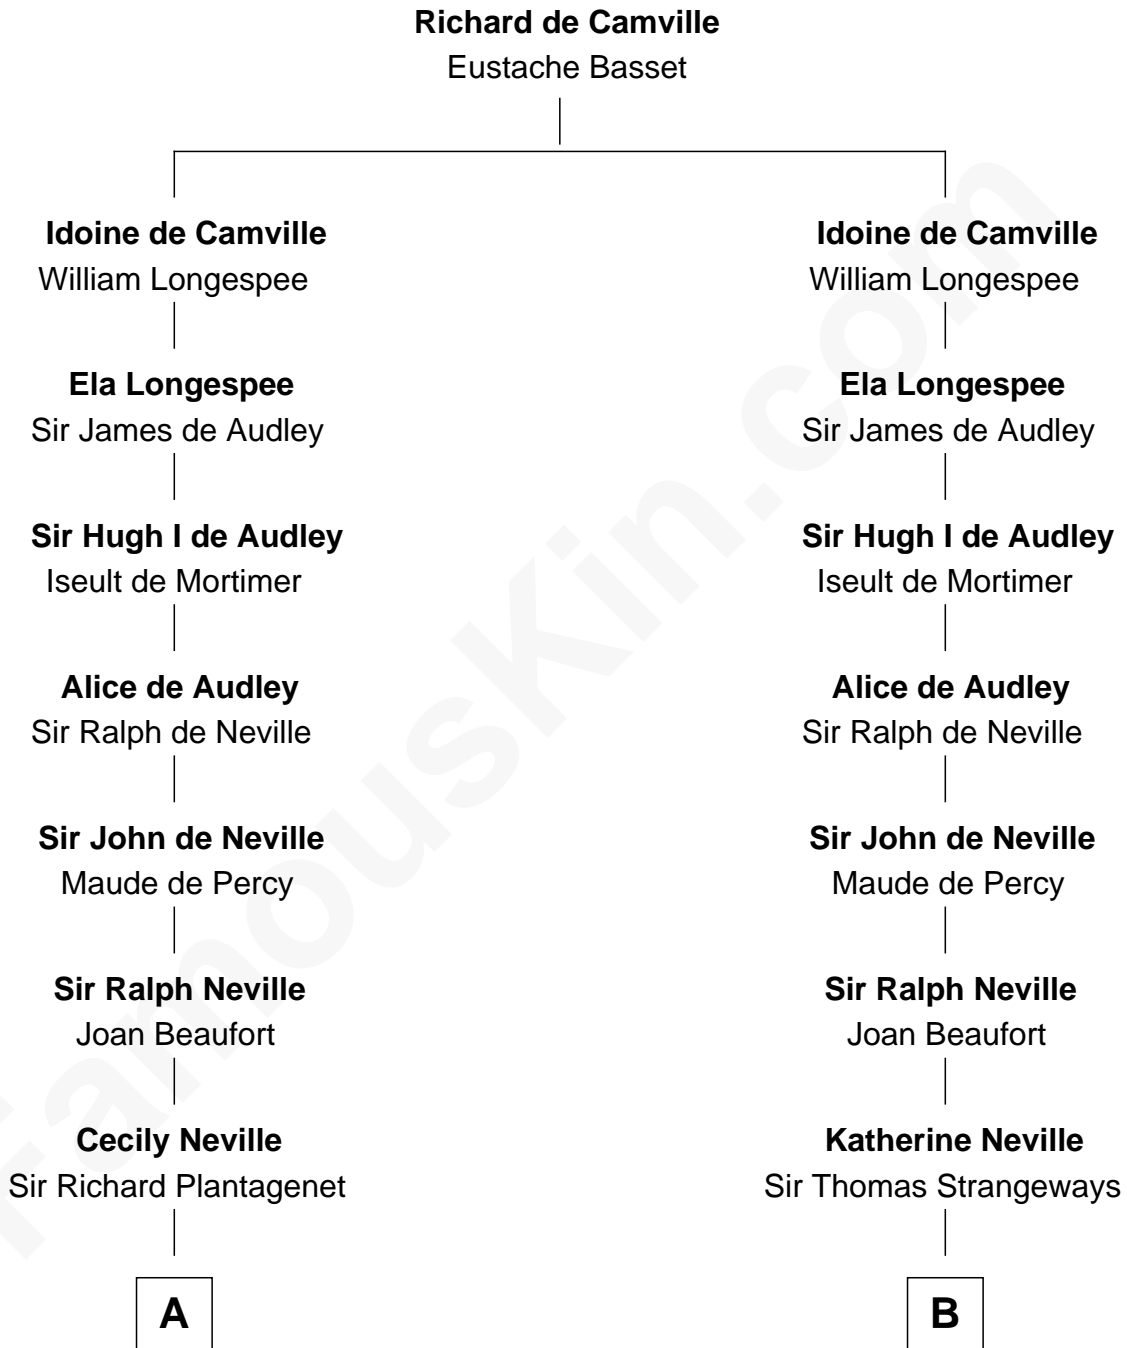 Richard de Camville
Eustache Basset
Idoine de Camville
William Longespee
Ela Longespee
Sir James de Audley
Sir Hugh I de Audley
Iseult de Mortimer
Alice de Audley
Sir Ralph de Neville
Sir John de Neville
Maude de Percy
Sir Ralph Neville
Joan Beaufort
Cecily Neville
Sir Richard Plantagenet
A
Idoine de Camville
William Longespee
Ela Longespee
Sir James de Audley
Sir Hugh I de Audley
Iseult de Mortimer
Alice de Audley
Sir Ralph de Neville
Sir John de Neville
Maude de Percy
Sir Ralph Neville
Joan Beaufort
Katherine Neville
Sir Thomas Strangeways
B
FamousKin.com